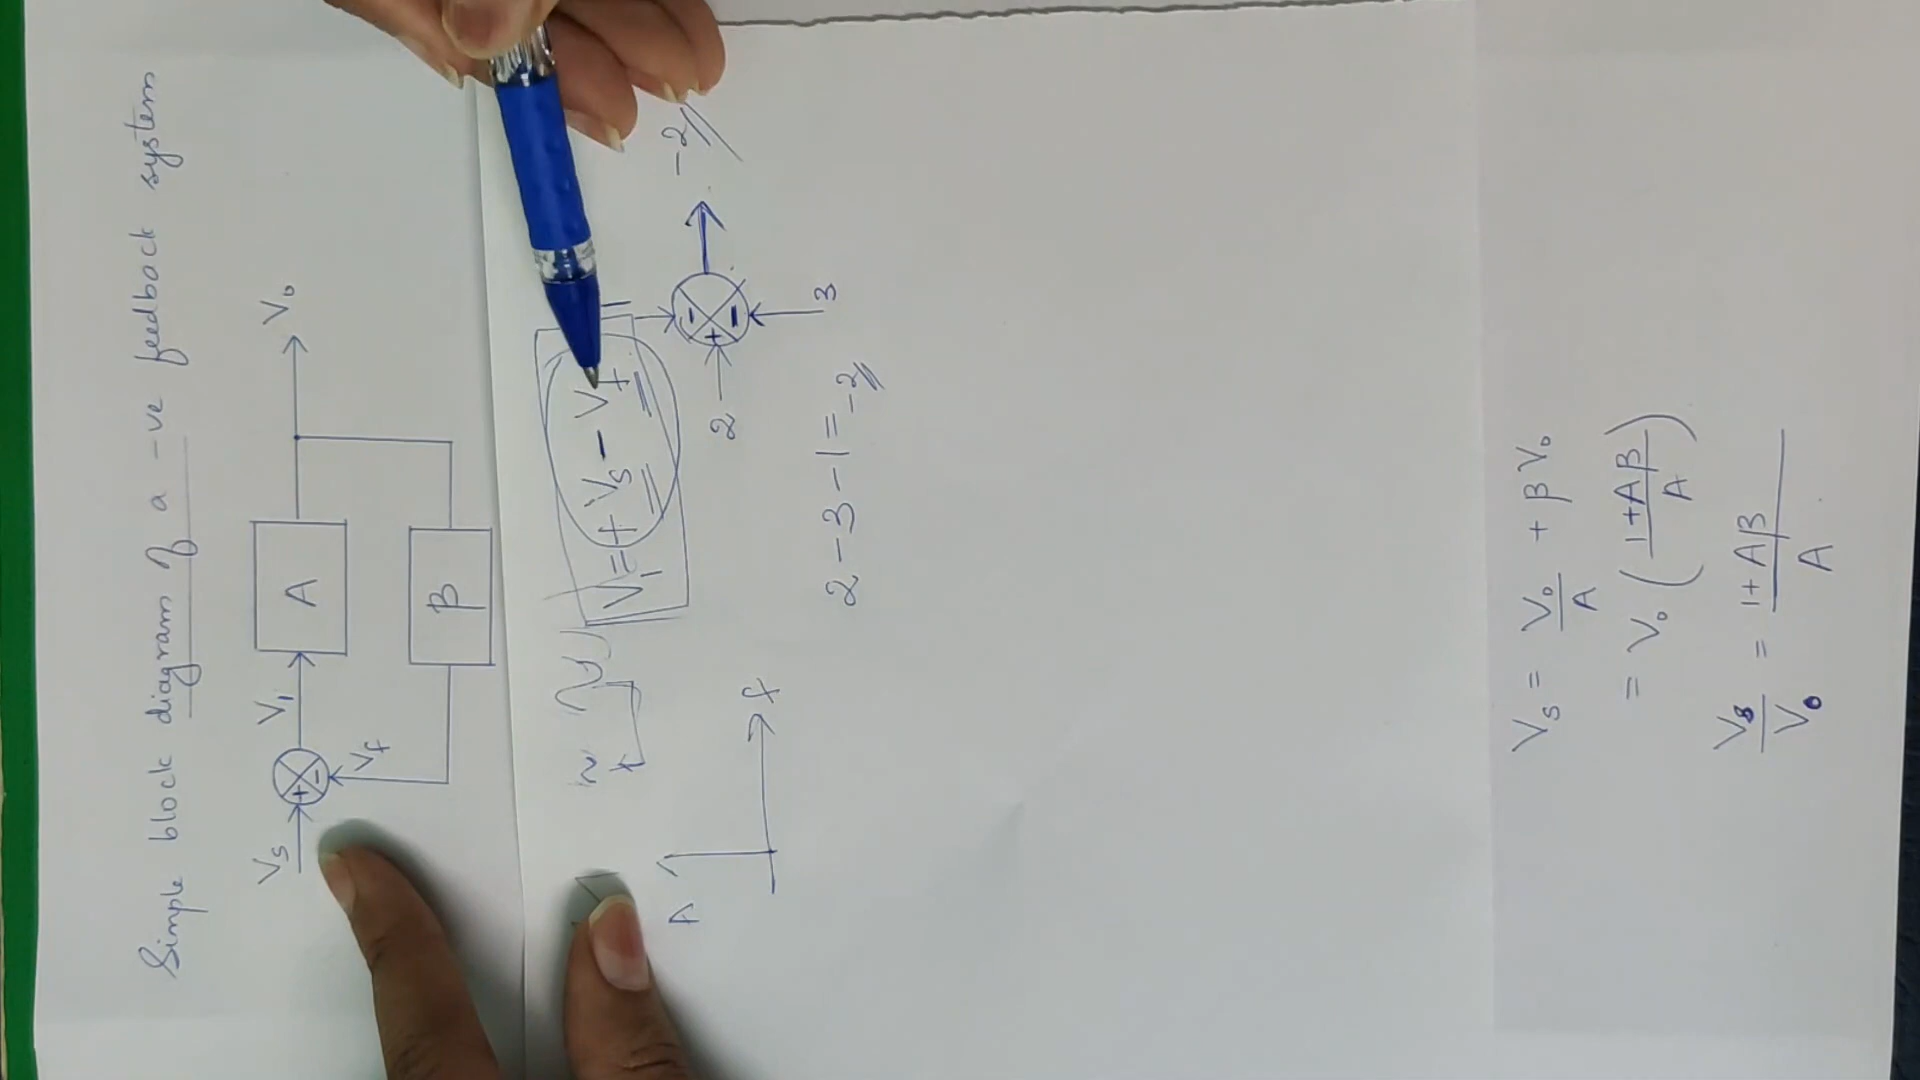 Simple block diagram of a -ve feedback system
Vs
+
-
V1
A
Vo
Vf
β
V1 = + Vs - Vf
A
f
2
+
-
-
1
3
-2
2 - 3 - 1 = -2
Vs = Vo/A + βVo
= Vo (1+Aβ/A)
Vs/Vo = 1+Aβ/A